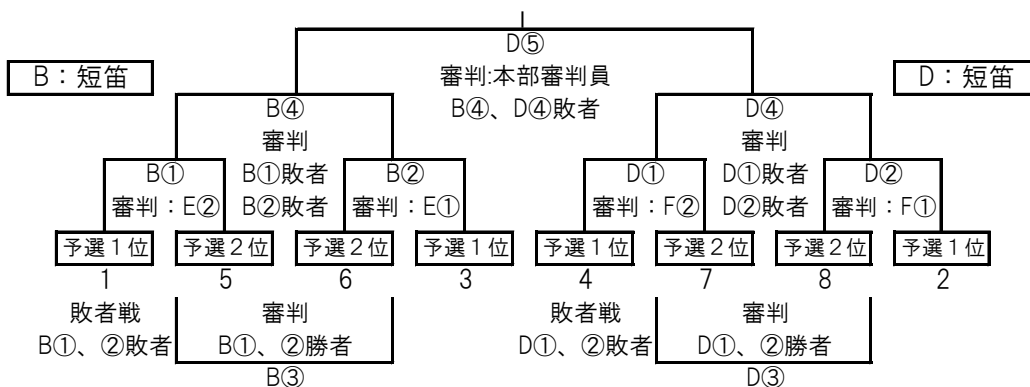 D⑤
B：短笛
審判:本部審判員
D：短笛
B④
B④、D④敗者
D④
審判
審判
B①
B①敗者
B②
D①
D①敗者
D②
審判：E②
B②敗者
審判：E①
審判：F②
D②敗者
審判：F①
予選１位
予選２位
予選２位
予選１位
予選１位
予選２位
予選２位
予選１位
1
5
6
3
4
7
8
2
敗者戦
審判
敗者戦
審判
B①、②敗者
B①、②勝者
D①、②敗者
D①、②勝者
B③
D③